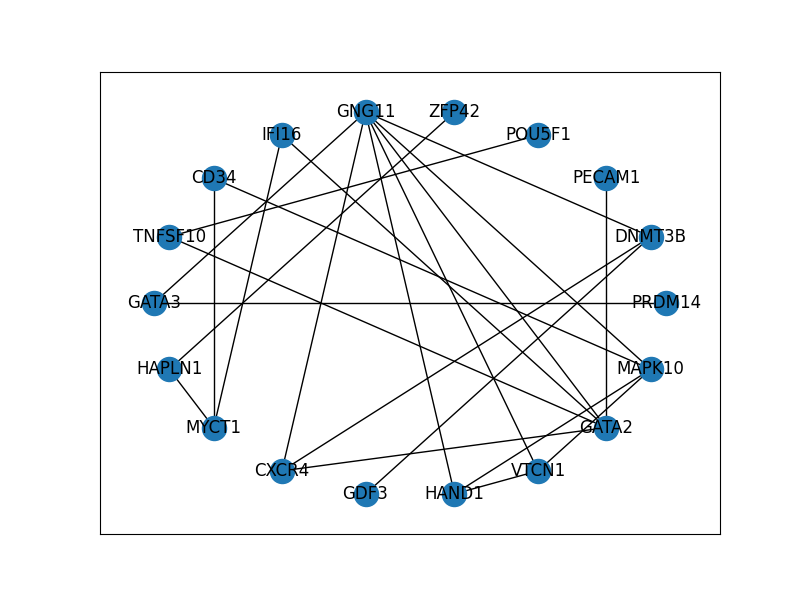 GNG11
ZFP42
IFI16
POU5F1
CD34
PECAM1
TNFSF10
DNMT3B
GATA3
PRDM14
HAPLN1
MAPK10
MYCT1
GATA2
CXCR4
VTCN1
GDF3
HAND1